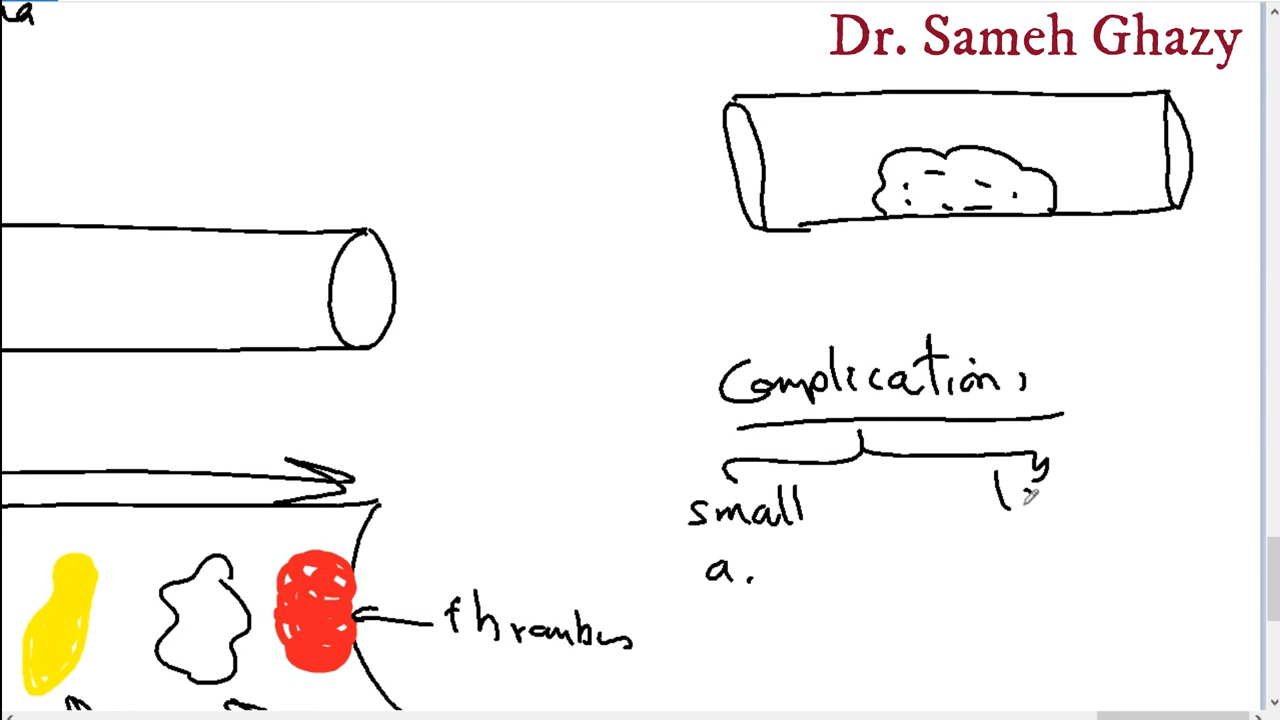 Dr. Sameh Ghazy
Complication,
small
a.
thrombus